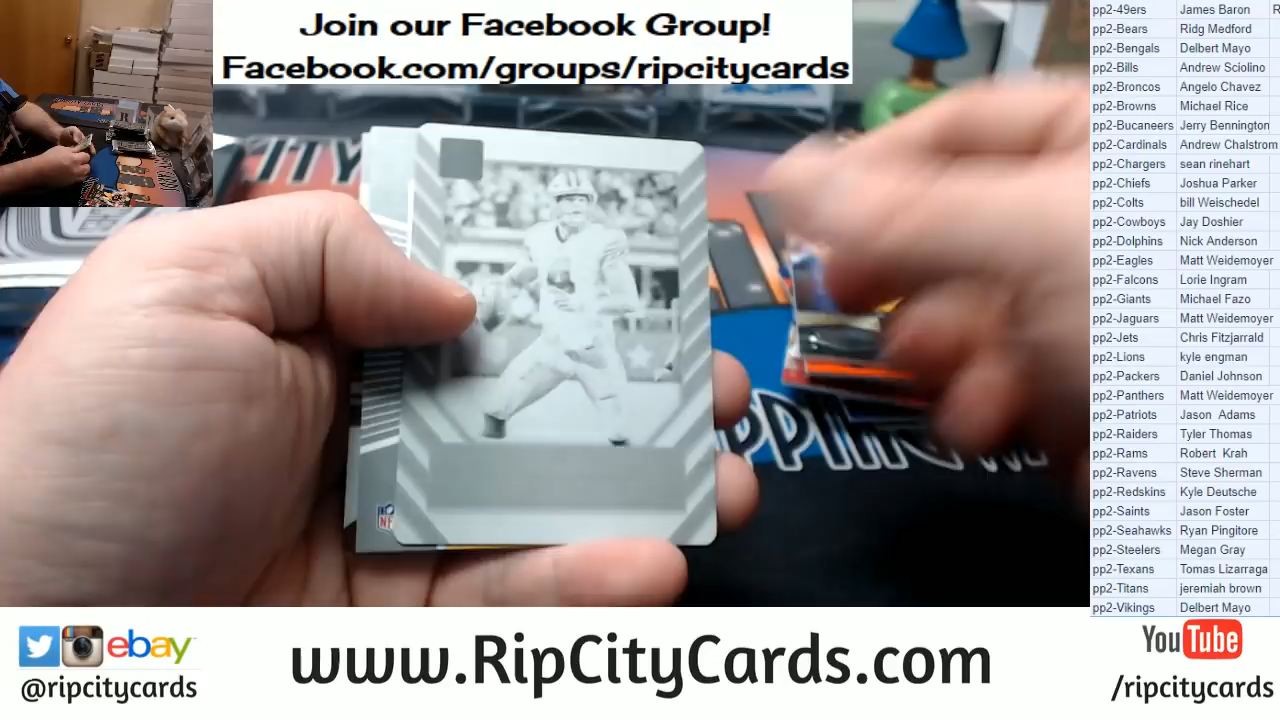 Join our Facebook Group!
Facebook.com/groups/ripcitycards
pp2-49ers James Baron R
pp2-Bears Ridg Medford
pp2-Bengals Delbert Mayo
pp2-Bills Andrew Sciolino
pp2-Broncos Angelo Chavez
pp2-Browns Michael Rice
pp2-Bucaneers Jerry Bennington
pp2-Cardinals Andrew Chalstrom
pp2-Chargers sean rinehart
pp2-Chiefs Joshua Parker
pp2-Colts bill Weischedel
pp2-Cowboys Jay Doshier
pp2-Dolphins Nick Anderson
pp2-Eagles Matt Weidemoyer
pp2-Falcons Lorie Ingram
pp2-Giants Michael Fazo
pp2-Jaguars Matt Weidemoyer
pp2-Jets Chris Fitzjarrald
pp2-Lions kyle engman
pp2-Packers Daniel Johnson
pp2-Panthers Matt Weidemoyer
pp2-Patriots Jason Adams
pp2-Raiders Tyler Thomas
pp2-Rams Robert Krah
pp2-Ravens Steve Sherman
pp2-Redskins Kyle Deutsche
pp2-Saints Jason Foster
pp2-Seahawks Ryan Pingitore
pp2-Steelers Megan Gray
pp2-Texans Tomas Lizarraga
pp2-Titans jeremiah brown
pp2-Vikings Delbert Mayo
ebay
@ripcitycards
www.RipCityCards.com
YouTube
/ripcitycards